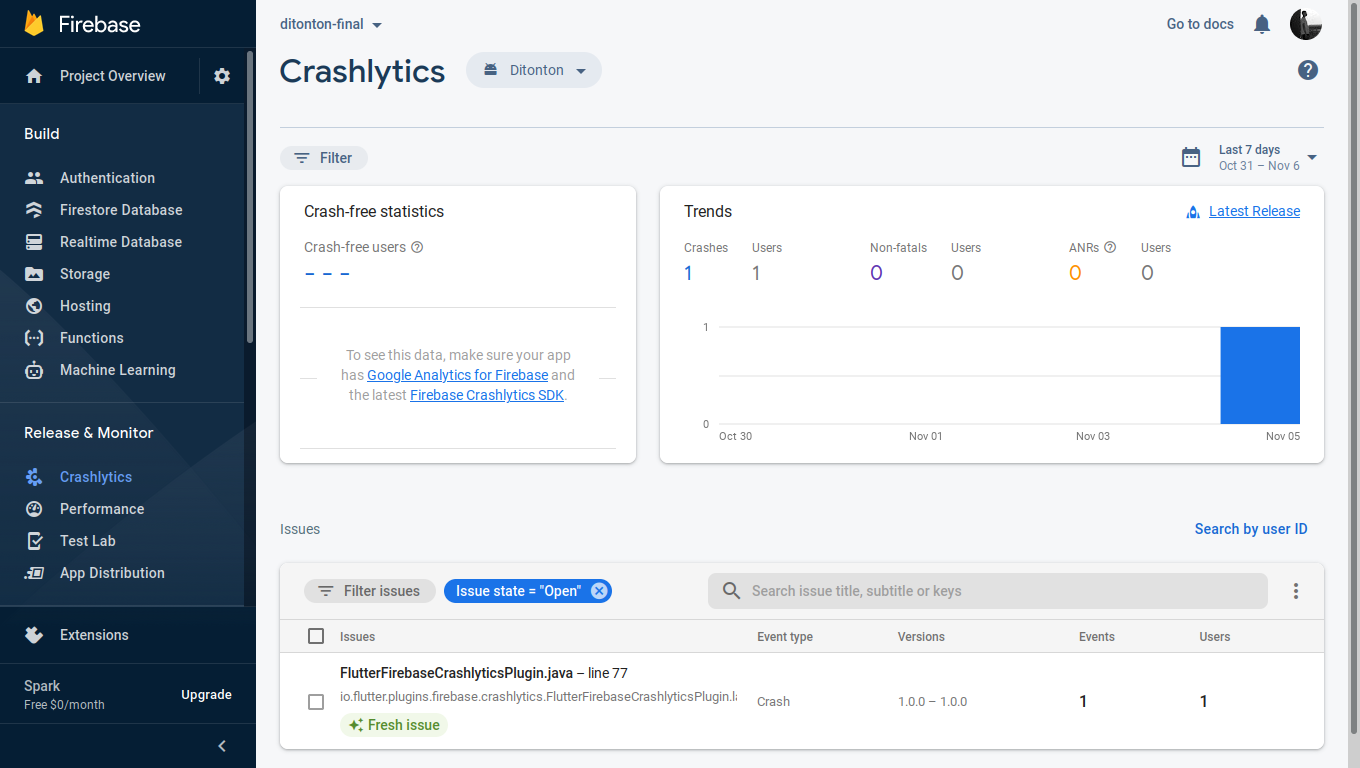 Firebase
Project Overview
Build
Authentication
Firestore Database
Realtime Database
Storage
Hosting
Functions
Machine Learning
Release & Monitor
Crashlytics
Performance
Test Lab
App Distribution
Extensions
Spark
Free $0/month
Upgrade
ditonton-final
Go to docs
Crashlytics
Ditonton
Filter
Last 7 days
Oct 31 – Nov 6
Crash-free statistics
Crash-free users
To see this data, make sure your app
has Google Analytics for Firebase and
the latest Firebase Crashlytics SDK.
Trends
Latest Release
Crashes Users Non-fatals Users ANRs Users
1 1 0 0 0 0
1
0
Oct 30 Nov 01 Nov 03 Nov 05
Issues
Search by user ID
Filter issues
Issue state = "Open"
Search issue title, subtitle or keys
Issues Event type Versions Events Users
FlutterFirebaseCrashlyticsPlugin.java – line 77
io.flutter.plugins.firebase.crashlytics.FlutterFirebaseCrashlyticsPlugin.l
Crash 1.0.0 – 1.0.0 1 1
Fresh issue